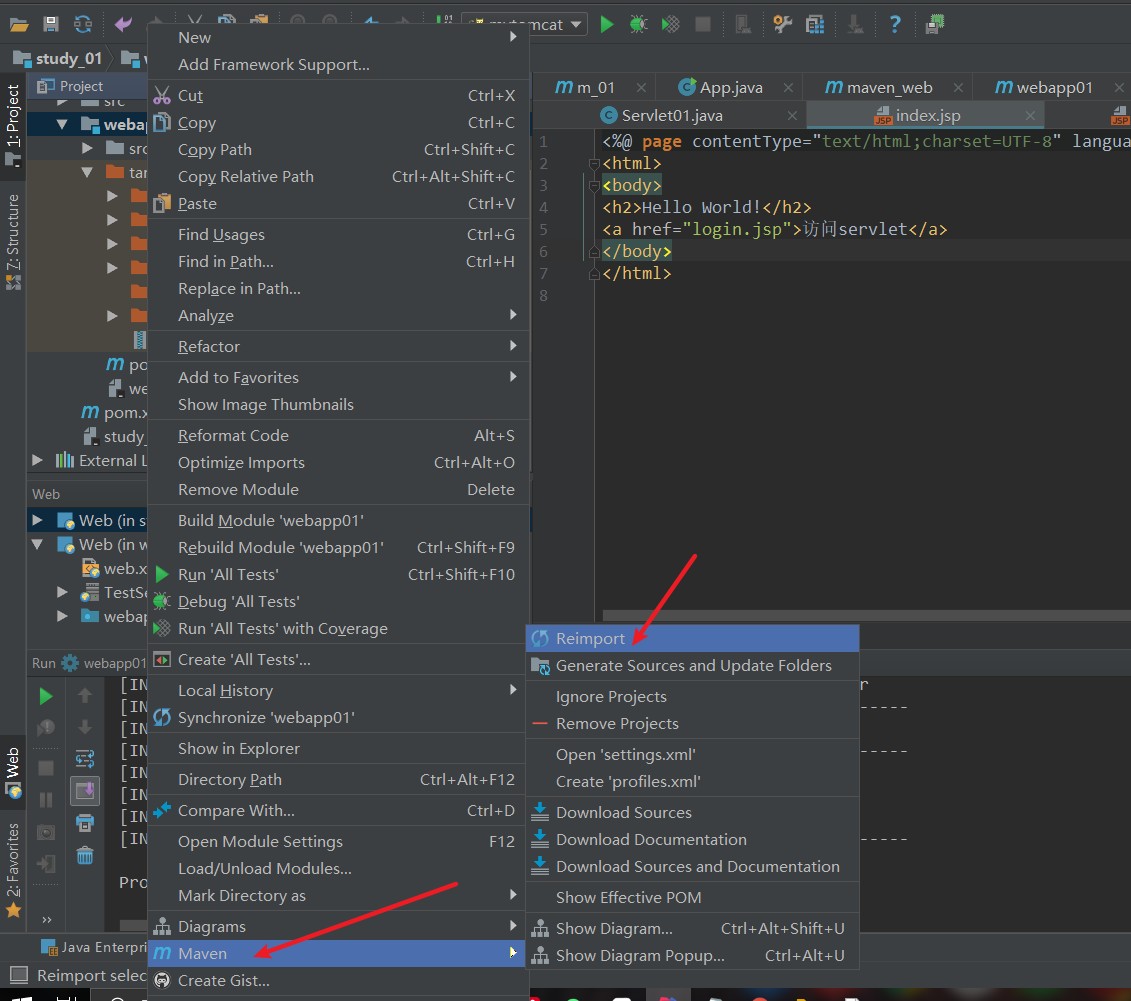 mytomcat
study_01
Project
src
webap
src
tar
po
we
pom.x
study_
External L
Web
Web (in s
Web (in w
web.x
TestSe
webap
Run webapp01
1: Project
7: Structure
Web
2: Favorites
Java Enterpri
Reimport selec
New
Add Framework Support...
Cut Ctrl+X
Copy Ctrl+C
Copy Path Ctrl+Shift+C
Copy Relative Path Ctrl+Alt+Shift+C
Paste Ctrl+V
Find Usages Ctrl+G
Find in Path... Ctrl+H
Replace in Path...
Analyze
Refactor
Add to Favorites
Show Image Thumbnails
Reformat Code Alt+S
Optimize Imports Ctrl+Alt+O
Remove Module Delete
Build Module 'webapp01'
Rebuild Module 'webapp01' Ctrl+Shift+F9
Run 'All Tests' Ctrl+Shift+F10
Debug 'All Tests'
Run 'All Tests' with Coverage
Create 'All Tests'...
Local History
Synchronize 'webapp01'
Show in Explorer
Directory Path Ctrl+Alt+F12
Compare With... Ctrl+D
Open Module Settings F12
Load/Unload Modules...
Mark Directory as
Diagrams
Maven
Create Gist...
m_01 App.java maven_web webapp01
Servlet01.java index.jsp
1 <%@ page contentType="text/html;charset=UTF-8" langua
2 <html>
3 <body>
4 <h2>Hello World!</h2>
5 <a href="login.jsp">访问servlet</a>
6 </body>
7 </html>
8
Reimport
Generate Sources and Update Folders
Ignore Projects
Remove Projects
Open 'settings.xml'
Create 'profiles.xml'
Download Sources
Download Documentation
Download Sources and Documentation
Show Effective POM
Show Diagram... Ctrl+Alt+Shift+U
Show Diagram Popup... Ctrl+Alt+U
[IN
[IN
[IN
[IN
[IN
[IN
[IN
[IN
Pro